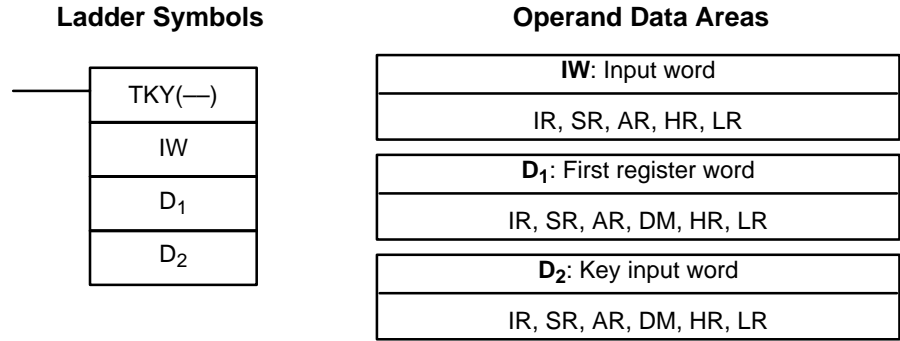 Ladder Symbols
TKY(—)
IW
D1
D2
Operand Data Areas
IW: Input word
IR, SR, AR, HR, LR
D1: First register word
IR, SR, AR, DM, HR, LR
D2: Key input word
IR, SR, AR, DM, HR, LR